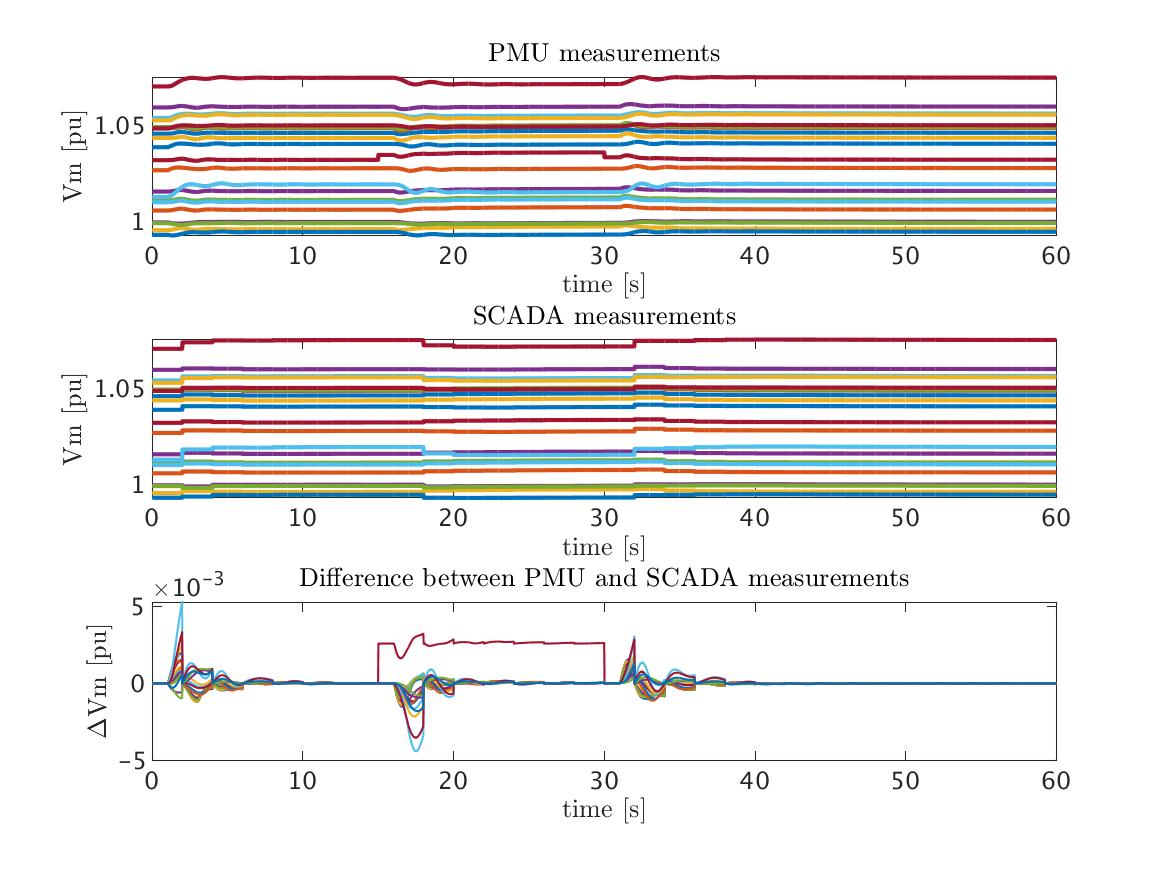 PMU measurements
Vm [pu]
1.05
1
0 10 20 30 40 50 60
time [s]
SCADA measurements
Vm [pu]
1.05
1
0 10 20 30 40 50 60
time [s]
Difference between PMU and SCADA measurements
×10⁻³
ΔVm [pu]
5
0
-5
0 10 20 30 40 50 60
time [s]